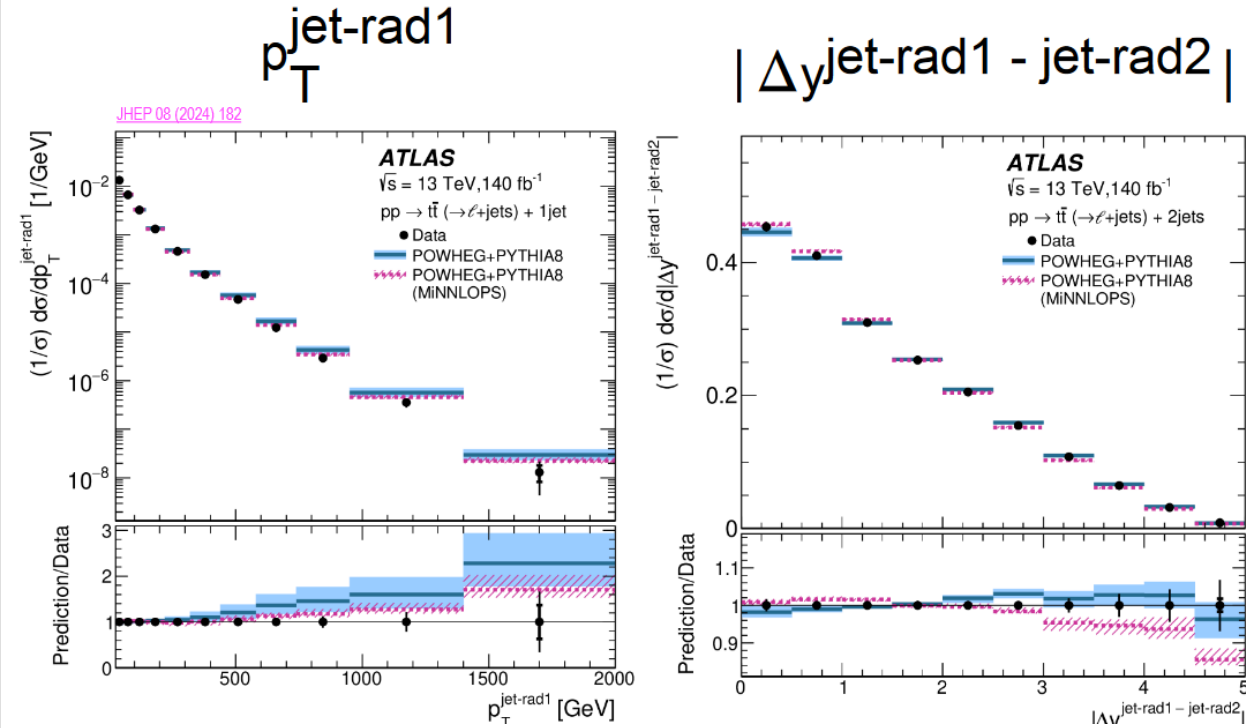 p_T^jet-rad1
| Δy^jet-rad1 - jet-rad2 |
JHEP 08 (2024) 182
(1/σ) dσ/dp_T^jet-rad1 [1/GeV]
10⁻²
10⁻⁴
10⁻⁶
10⁻⁸
ATLAS
√s = 13 TeV,140 fb⁻¹
pp → tt̄ (→ℓ+jets) + 1jet
Data
POWHEG+PYTHIA8
POWHEG+PYTHIA8
(MiNNLOPS)
Prediction/Data
3
2
1
0
500 1000 1500 2000
p_T^jet-rad1 [GeV]
(1/σ) dσ/d|Δy^jet-rad1 - jet-rad2|
0.4
0.2
0
ATLAS
√s = 13 TeV,140 fb⁻¹
pp → tt̄ (→ℓ+jets) + 2jets
Data
POWHEG+PYTHIA8
POWHEG+PYTHIA8
(MiNNLOPS)
Prediction/Data
1.1
1
0.9
0 1 2 3 4 5
|Δy^jet-rad1 - jet-rad2|